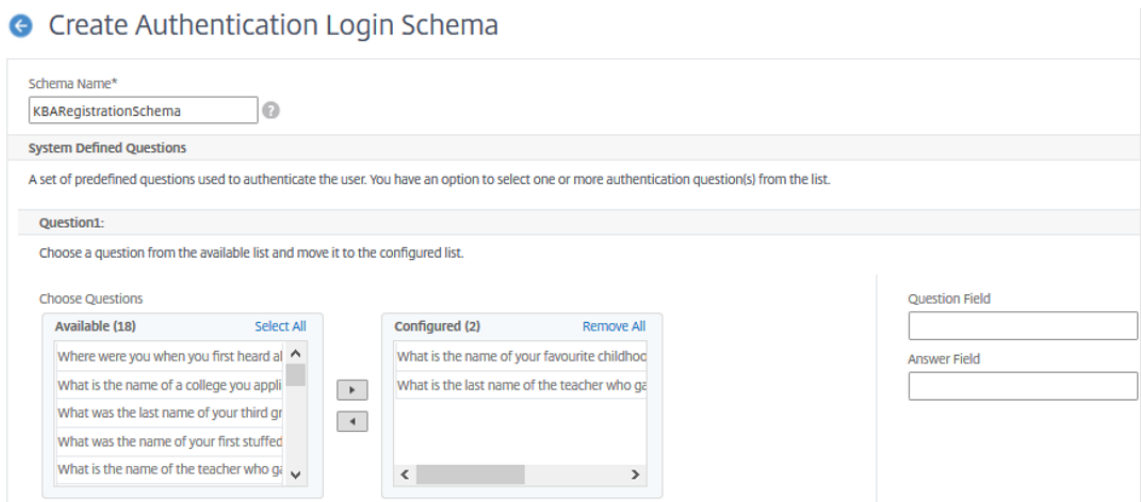 Create Authentication Login Schema
Schema Name*
KBARegistrationSchema
?
System Defined Questions
A set of predefined questions used to authenticate the user. You have an option to select one or more authentication question(s) from the list.
Question1:
Choose a question from the available list and move it to the configured list.
Choose Questions
Available (18) Select All
Where were you when you first heard al
What is the name of a college you appli
What was the last name of your third gr
What was the name of your first stuffed
What is the name of the teacher who ga
Configured (2) Remove All
What is the name of your favourite childhoo
What is the last name of the teacher who ga
Question Field
Answer Field